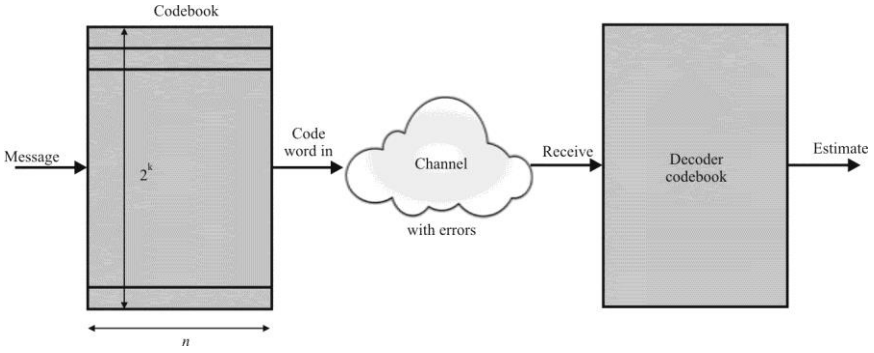 Codebook
Message
2^k
n
Code
word in
Channel
with errors
Receive
Decoder
codebook
Estimate